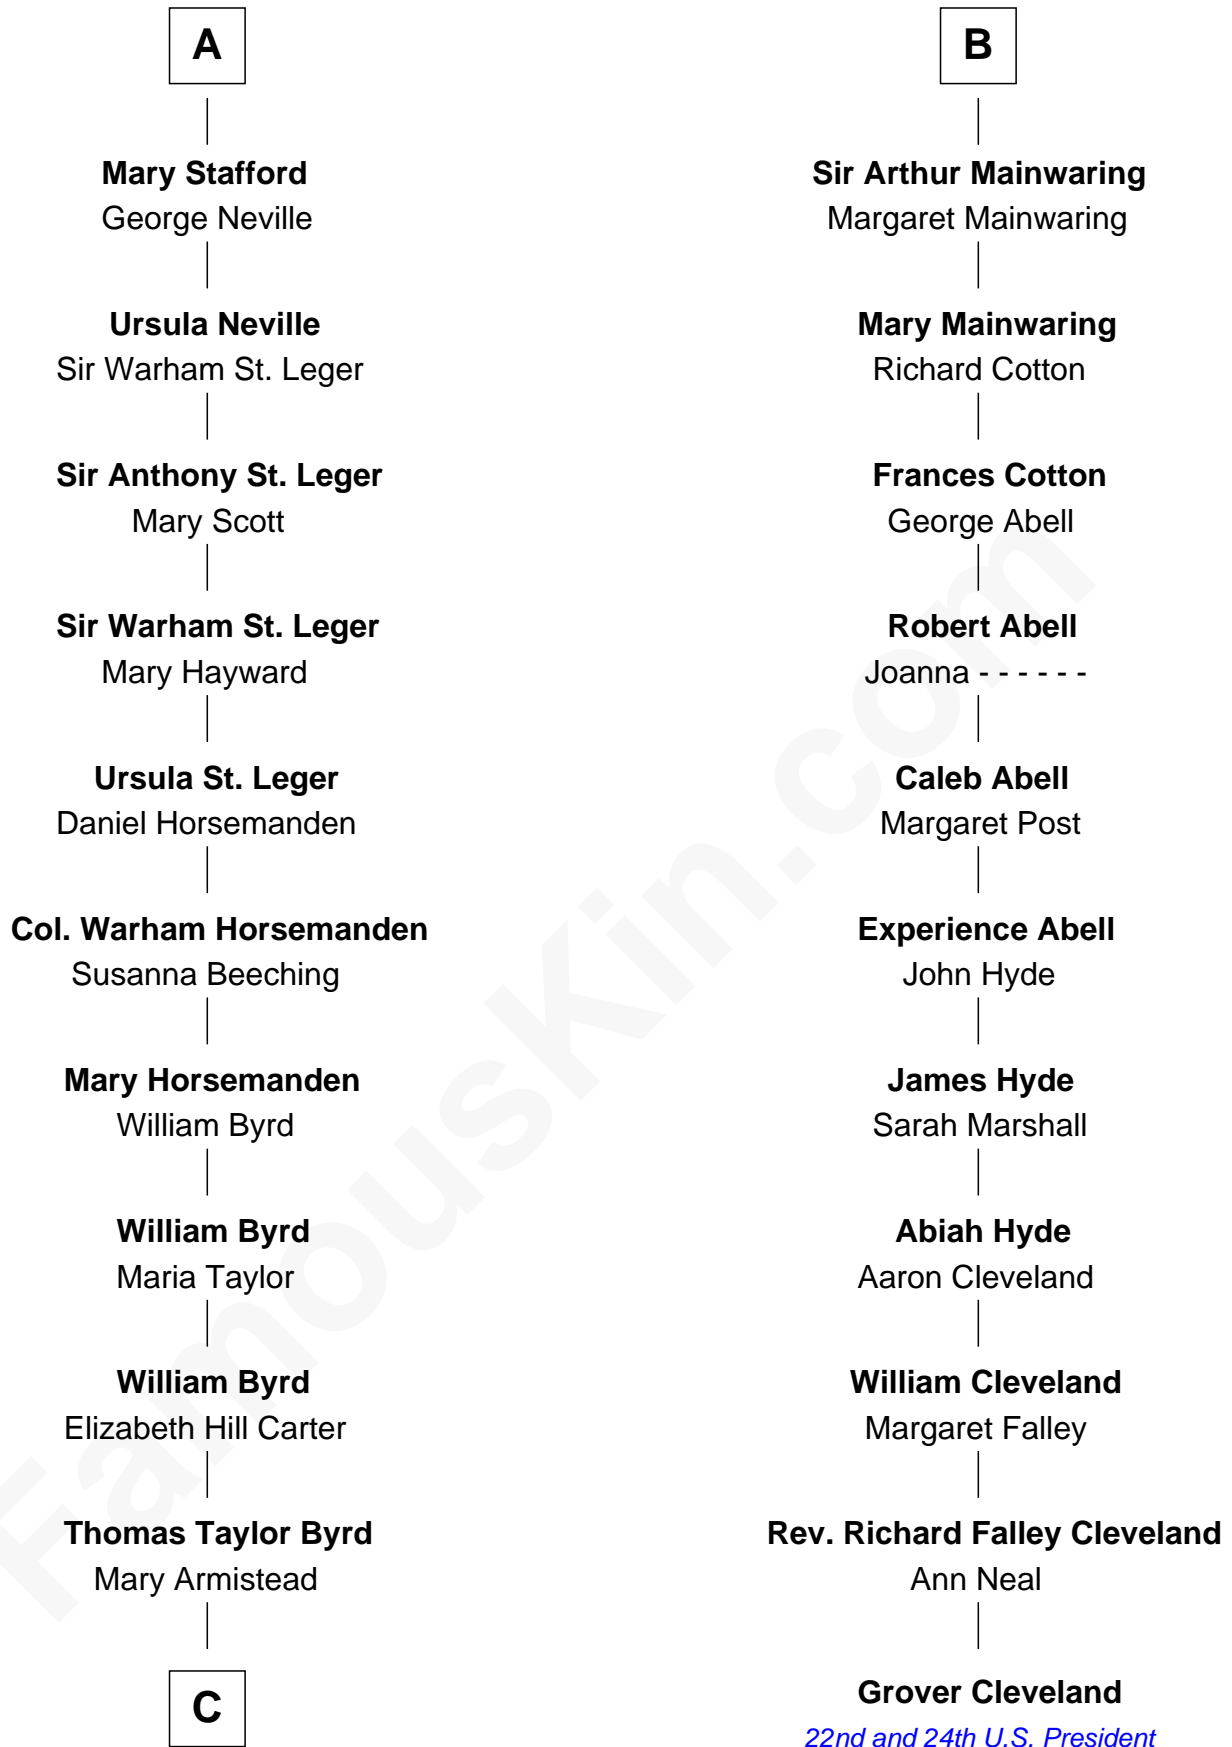 A
Mary Stafford
George Neville
Ursula Neville
Sir Warham St. Leger
Sir Anthony St. Leger
Mary Scott
Sir Warham St. Leger
Mary Hayward
Ursula St. Leger
Daniel Horsemanden
Col. Warham Horsemanden
Susanna Beeching
Mary Horsemanden
William Byrd
William Byrd
Maria Taylor
William Byrd
Elizabeth Hill Carter
Thomas Taylor Byrd
Mary Armistead
C
B
Sir Arthur Mainwaring
Margaret Mainwaring
Mary Mainwaring
Richard Cotton
Frances Cotton
George Abell
Robert Abell
Joanna - - - - - -
Caleb Abell
Margaret Post
Experience Abell
John Hyde
James Hyde
Sarah Marshall
Abiah Hyde
Aaron Cleveland
William Cleveland
Margaret Falley
Rev. Richard Falley Cleveland
Ann Neal
Grover Cleveland
22nd and 24th U.S. President
FamousKin.com